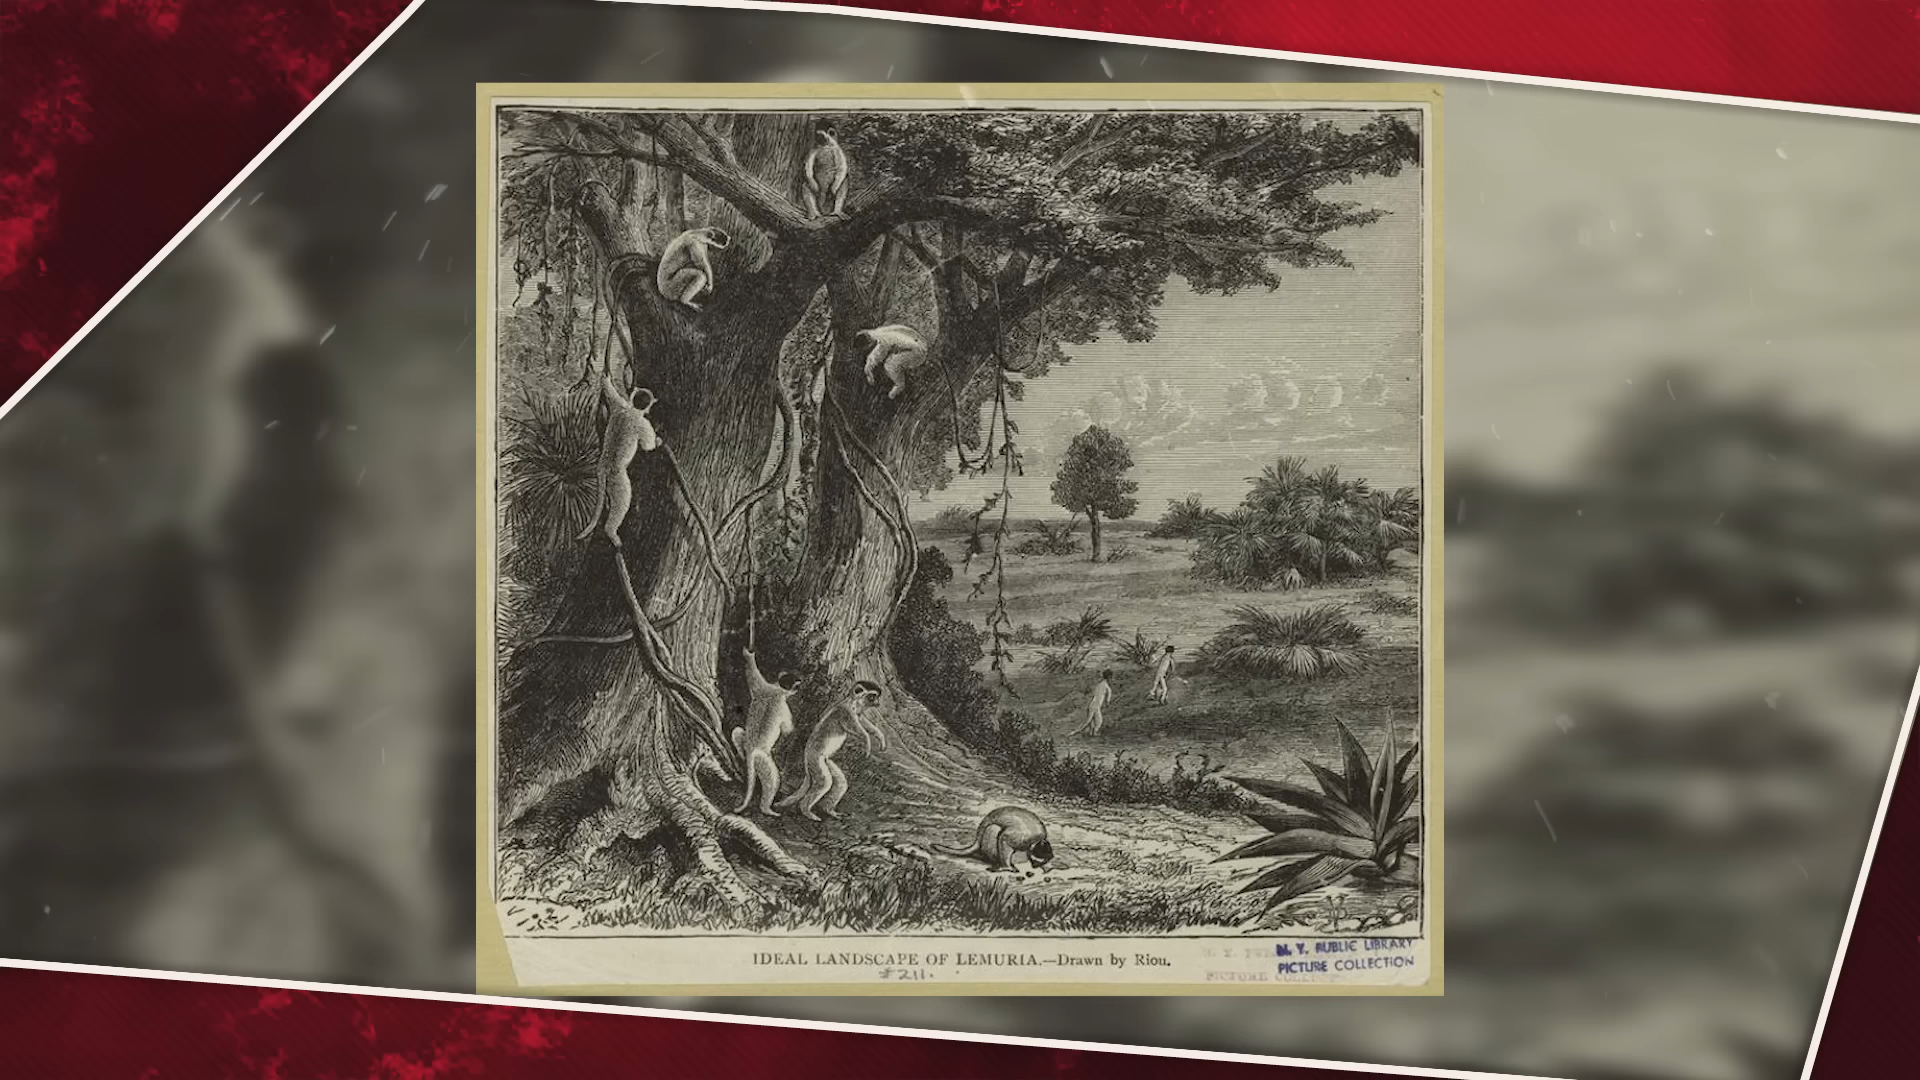 IDEAL LANDSCAPE OF LEMURIA.—Drawn by Riou.
#211.
N. Y. PUBLIC LIBRARY
PICTURE COLLECTION